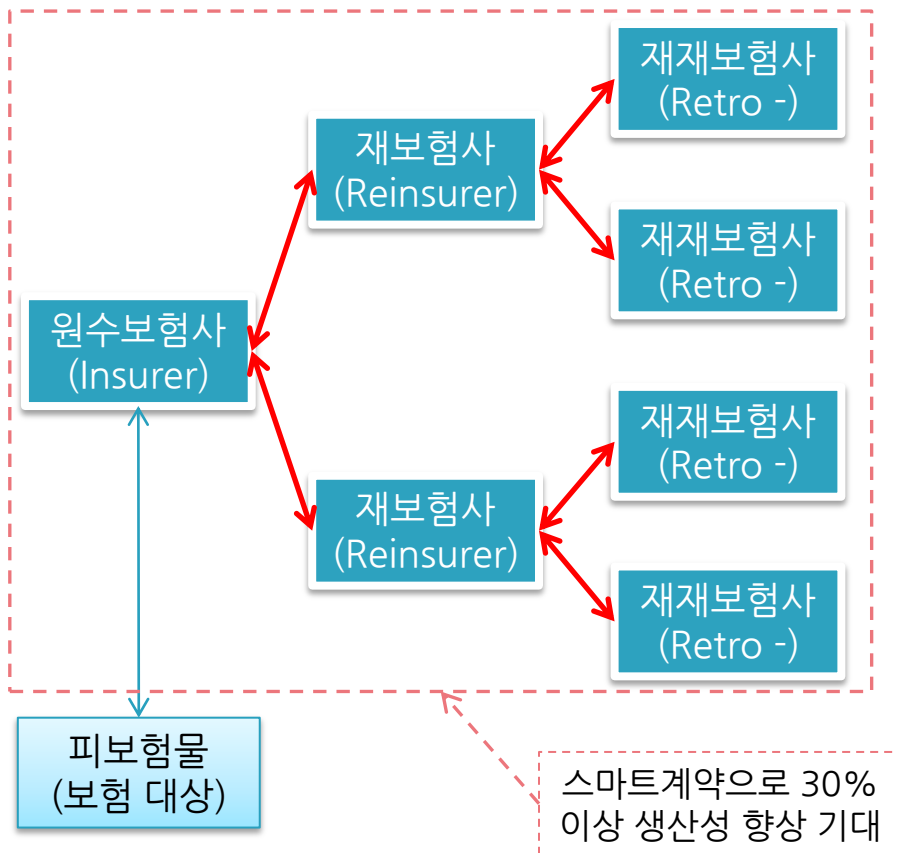 재재보험사
(Retro -)
재보험사
(Reinsurer)
재재보험사
(Retro -)
원수보험사
(Insurer)
재재보험사
(Retro -)
재보험사
(Reinsurer)
재재보험사
(Retro -)
피보험물
(보험 대상)
스마트계약으로 30%
이상 생산성 향상 기대